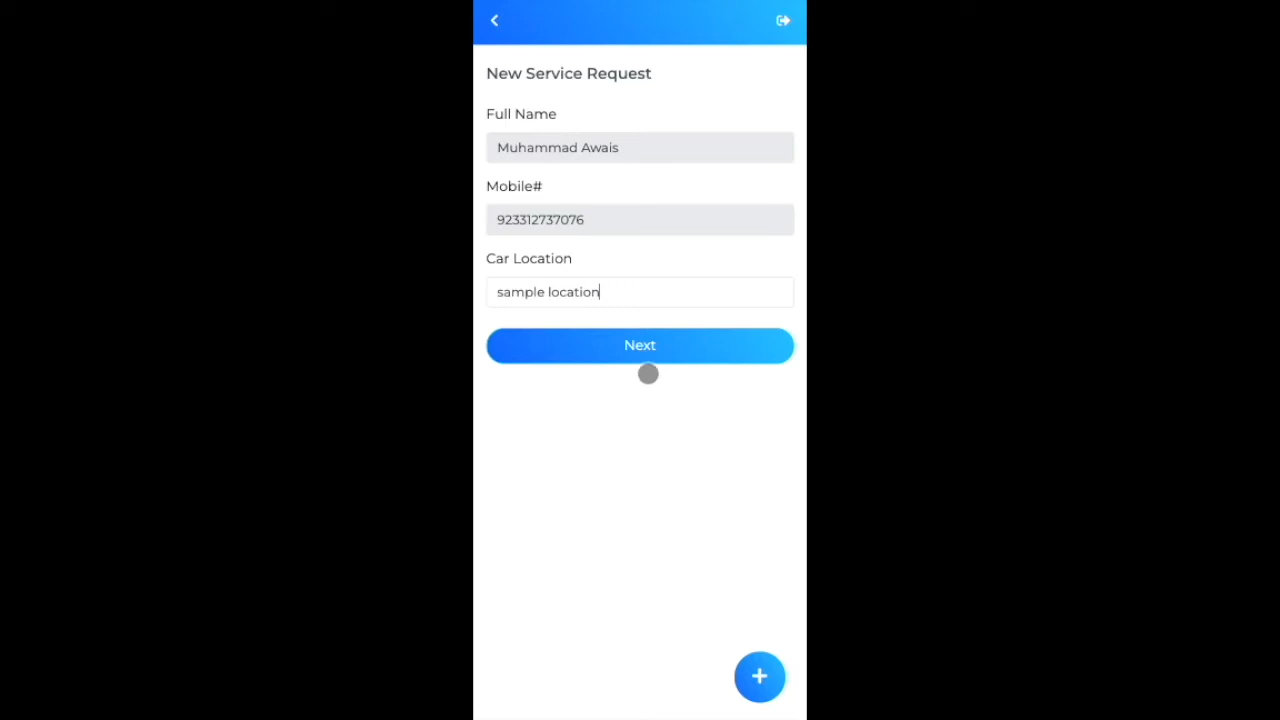 New Service Request
Full Name
Muhammad Awais
Mobile#
923312737076
Car Location
sample location
Next